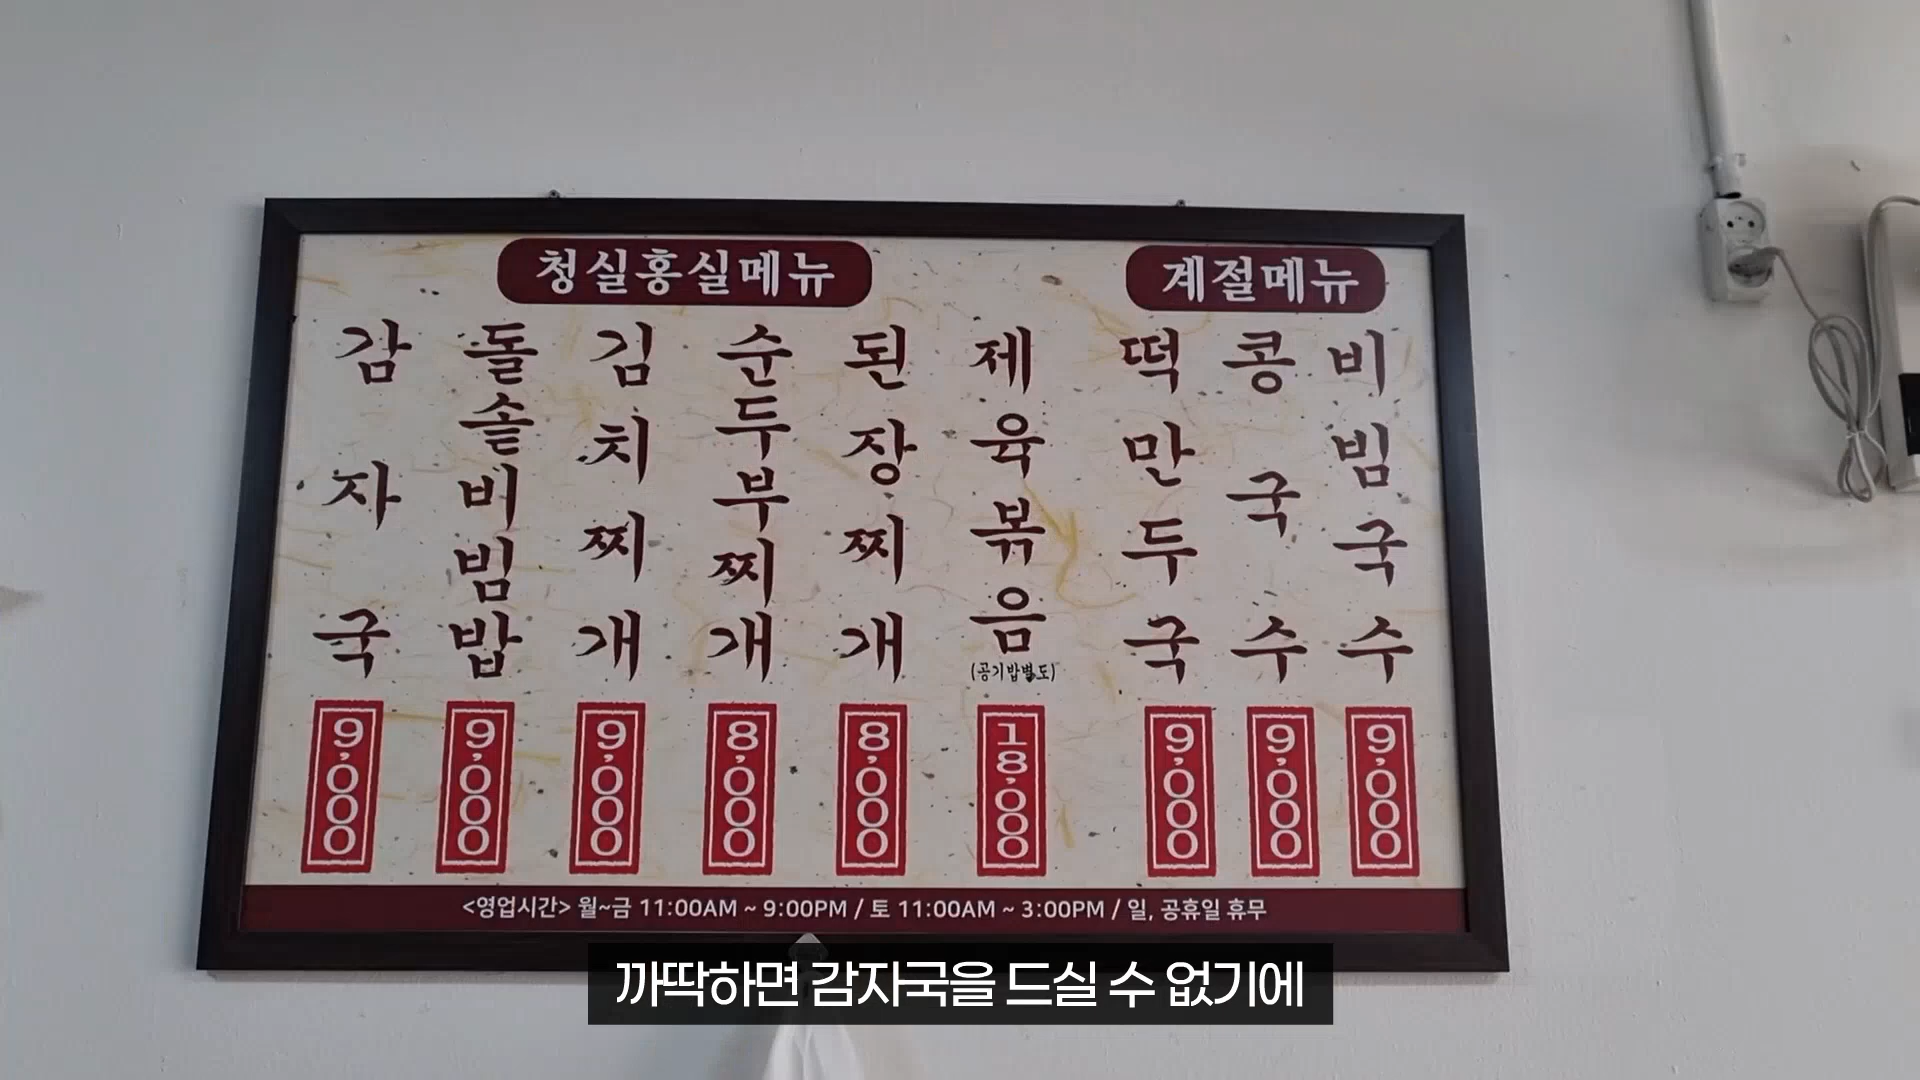 청실홍실메뉴
감자국
9,000
돌솥비빔밥
9,000
김치찌개
9,000
순두부찌개
8,000
된장찌개
8,000
제육볶음
(공기밥별도)
18,000
계절메뉴
떡만두국
9,000
콩국수
9,000
비빔국수
9,000
<영업시간> 월~금 11:00AM ~ 9:00PM / 토 11:00AM ~ 3:00PM / 일, 공휴일 휴무
까딱하면 감자국을 드실 수 없기에